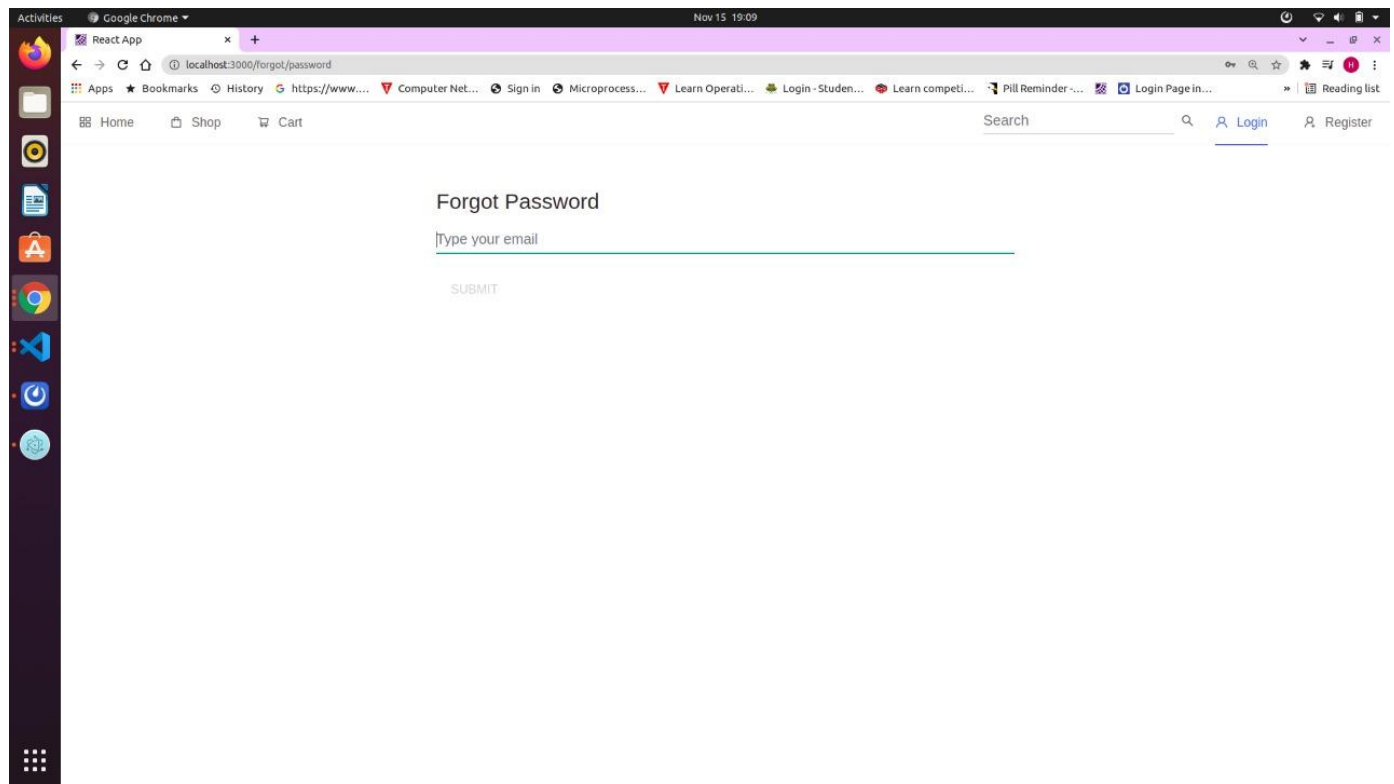 Activities Google Chrome Nov 15 19:09
React App
localhost:3000/forgot/password
Apps Bookmarks History https://www.... Computer Net... Sign in Microprocess... Learn Operati... Login - Studen... Learn competi... Pill Reminder -... Login Page in... » Reading list
Home Shop Cart Search Login Register
Forgot Password
Type your email
SUBMIT